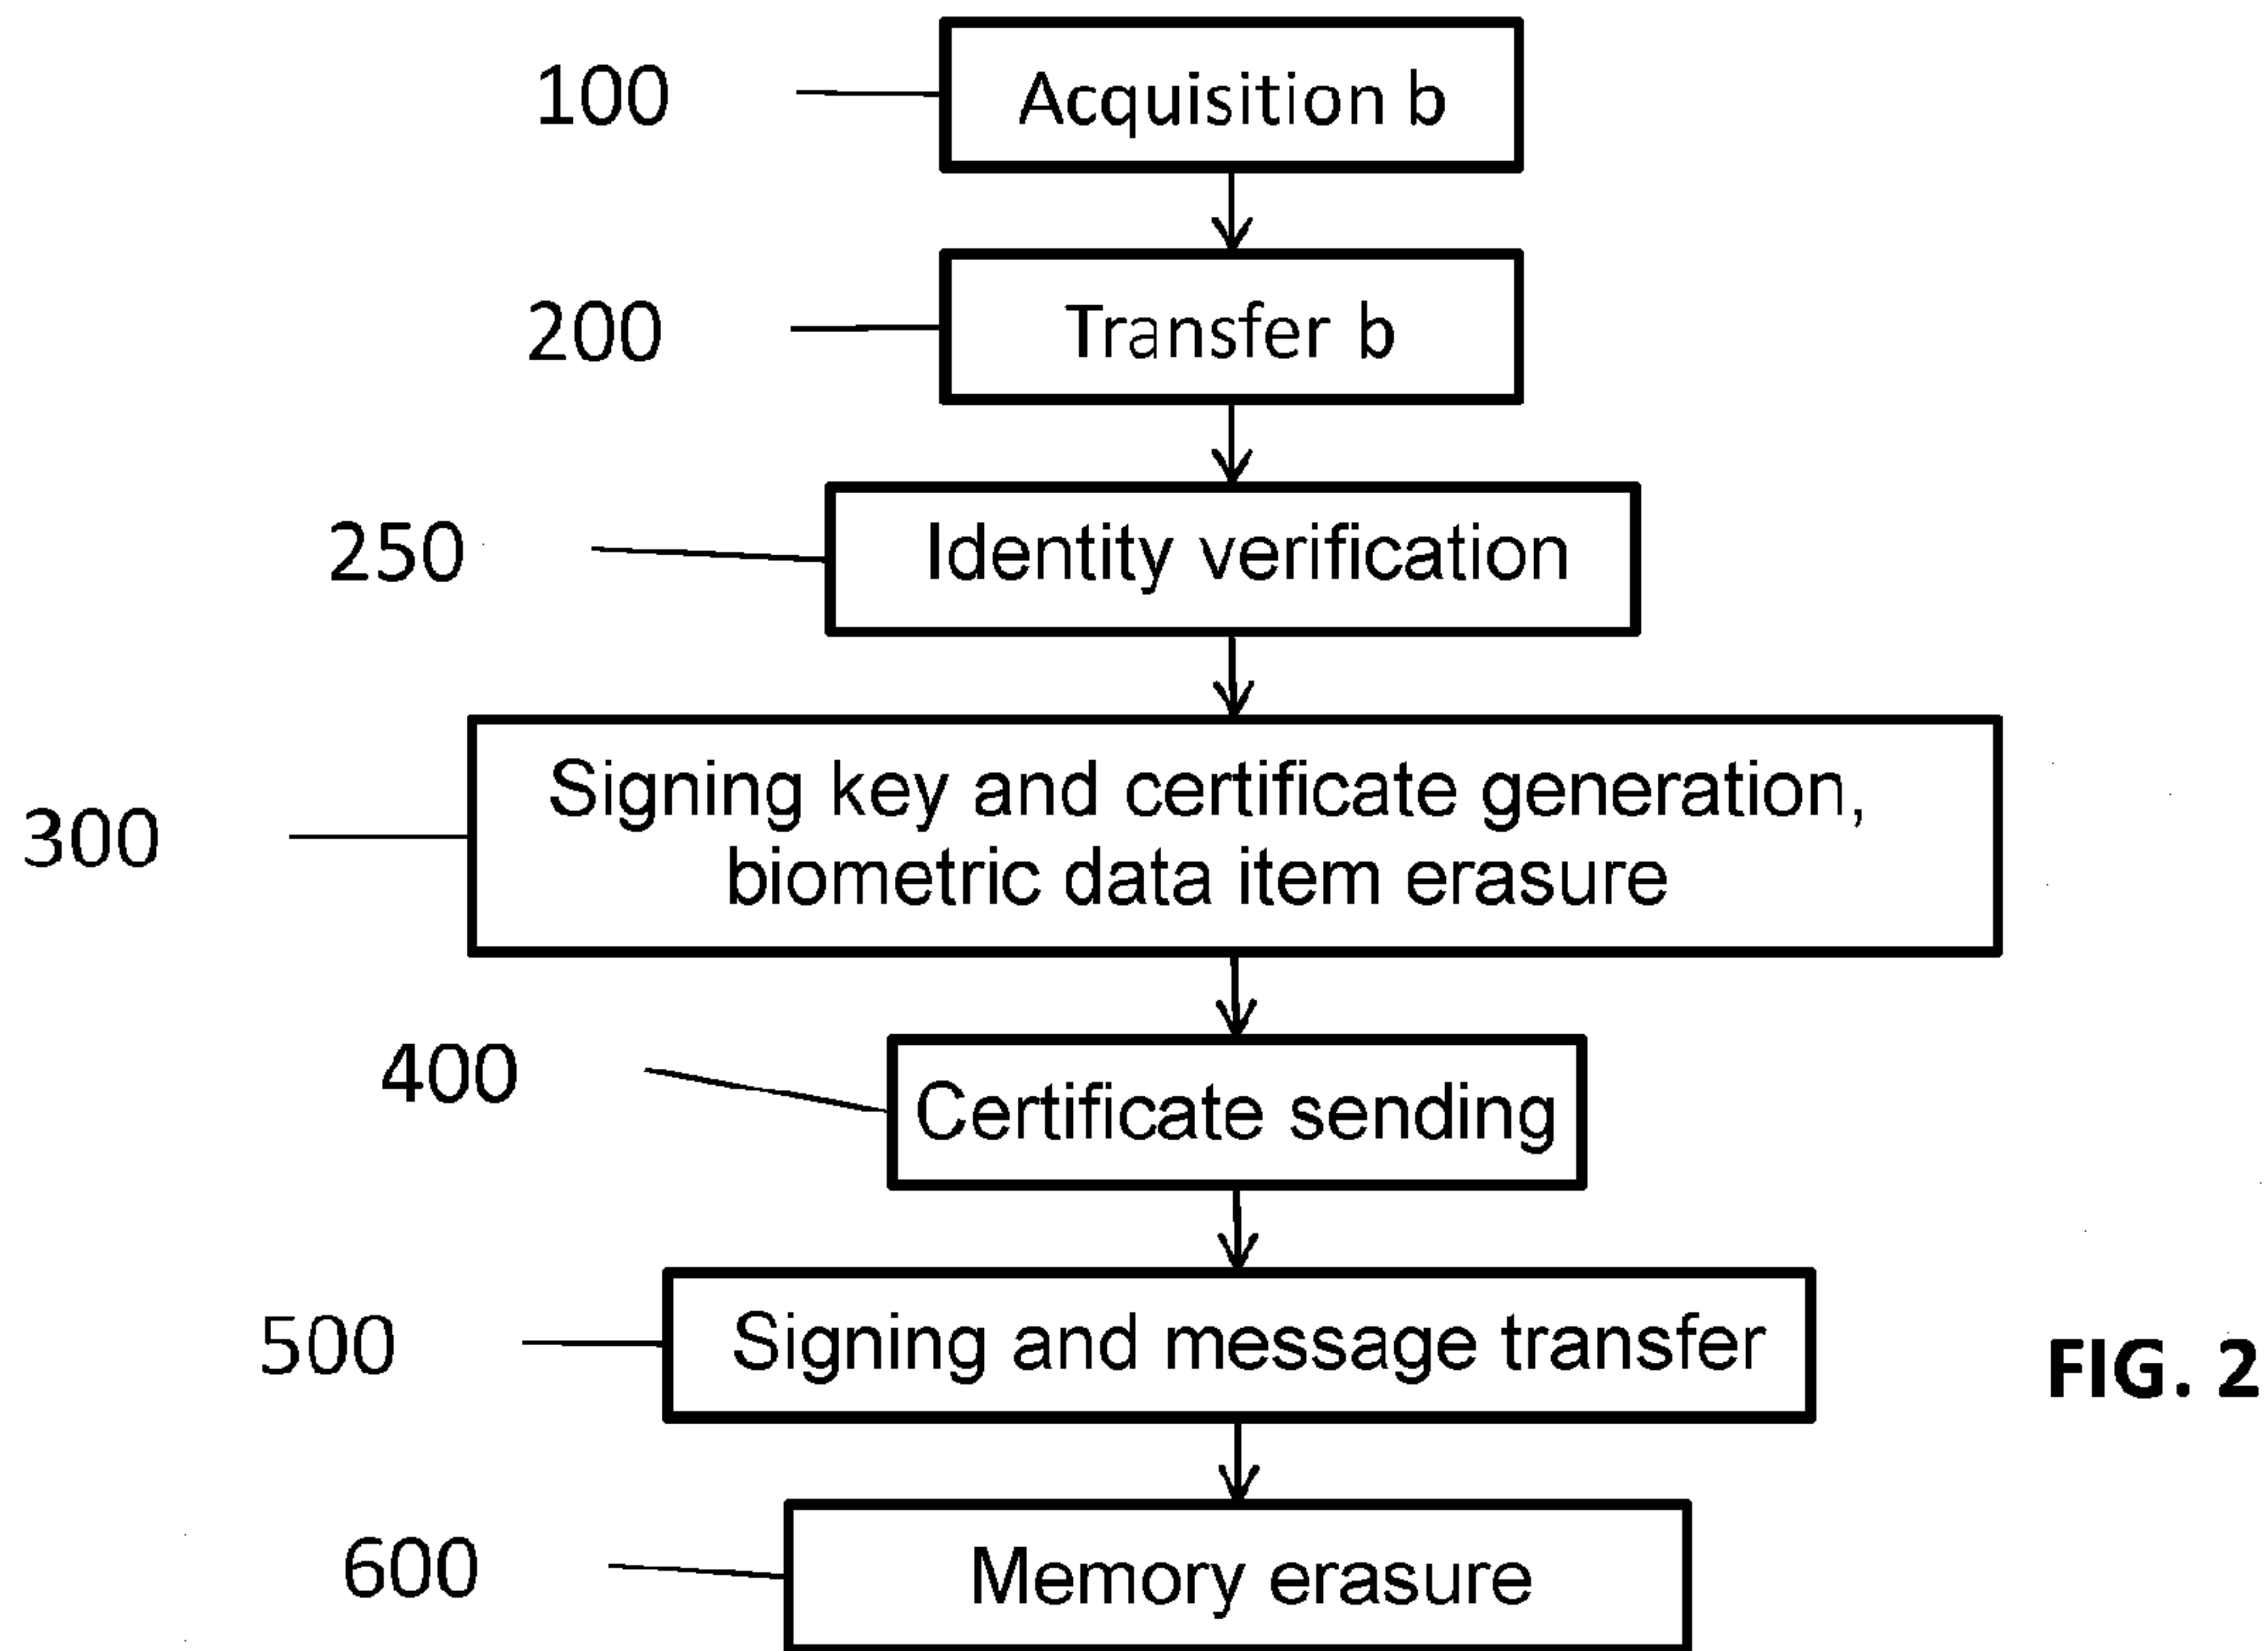 100
Acquisition b
200
Transfer b
250
Identity verification
300
Signing key and certificate generation,
biometric data item erasure
400
Certificate sending
500
Signing and message transfer
FIG. 2
600
Memory erasure